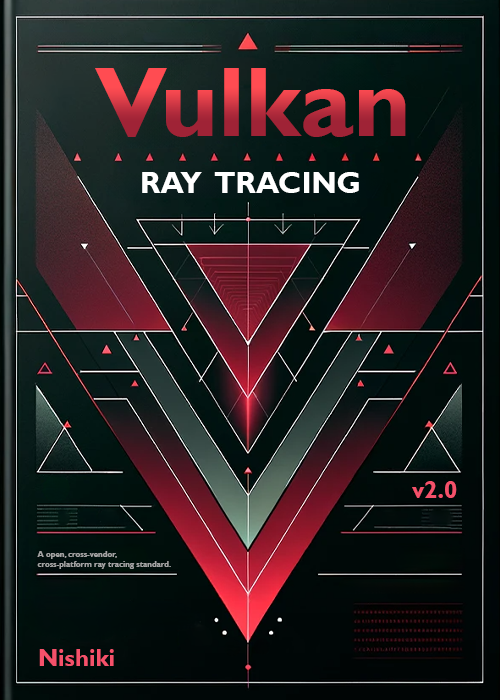 Vulkan
RAY TRACING
v2.0
A open, cross-vendor,
cross-platform ray tracing standard.
Nishiki